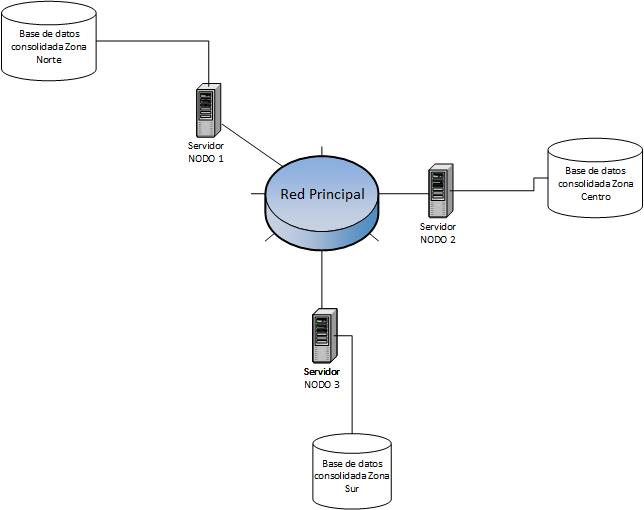 Base de datos
consolidada Zona
Norte
Servidor
NODO 1
Red Principal
Base de datos
consolidada Zona
Centro
Servidor
NODO 2
Servidor
NODO 3
Base de datos
consolidada Zona
Sur